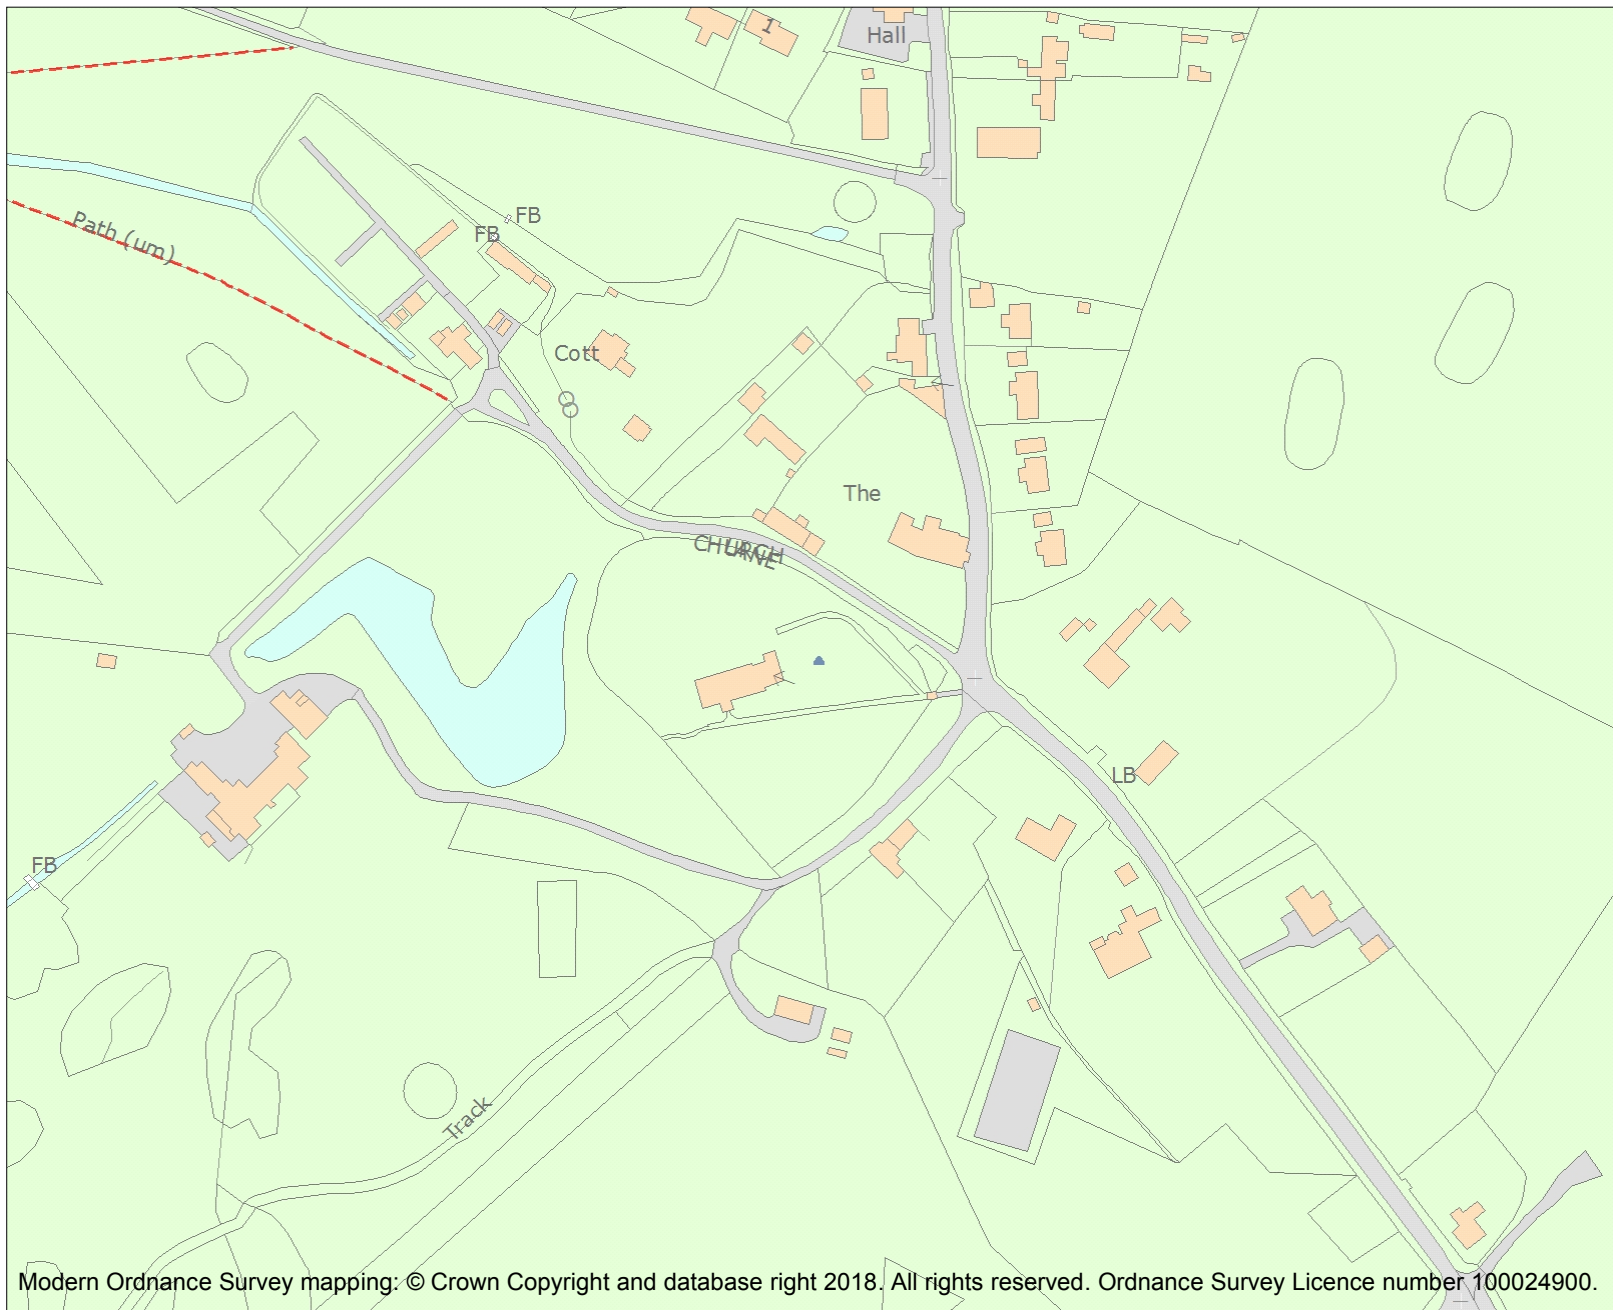 Hall
1
Path (um)
FB
FB
Cott
The
CHURCH
LANE
LB
FB
Track
Modern Ordnance Survey mapping: © Crown Copyright and database right 2018. All rights reserved. Ordnance Survey Licence number 100024900.